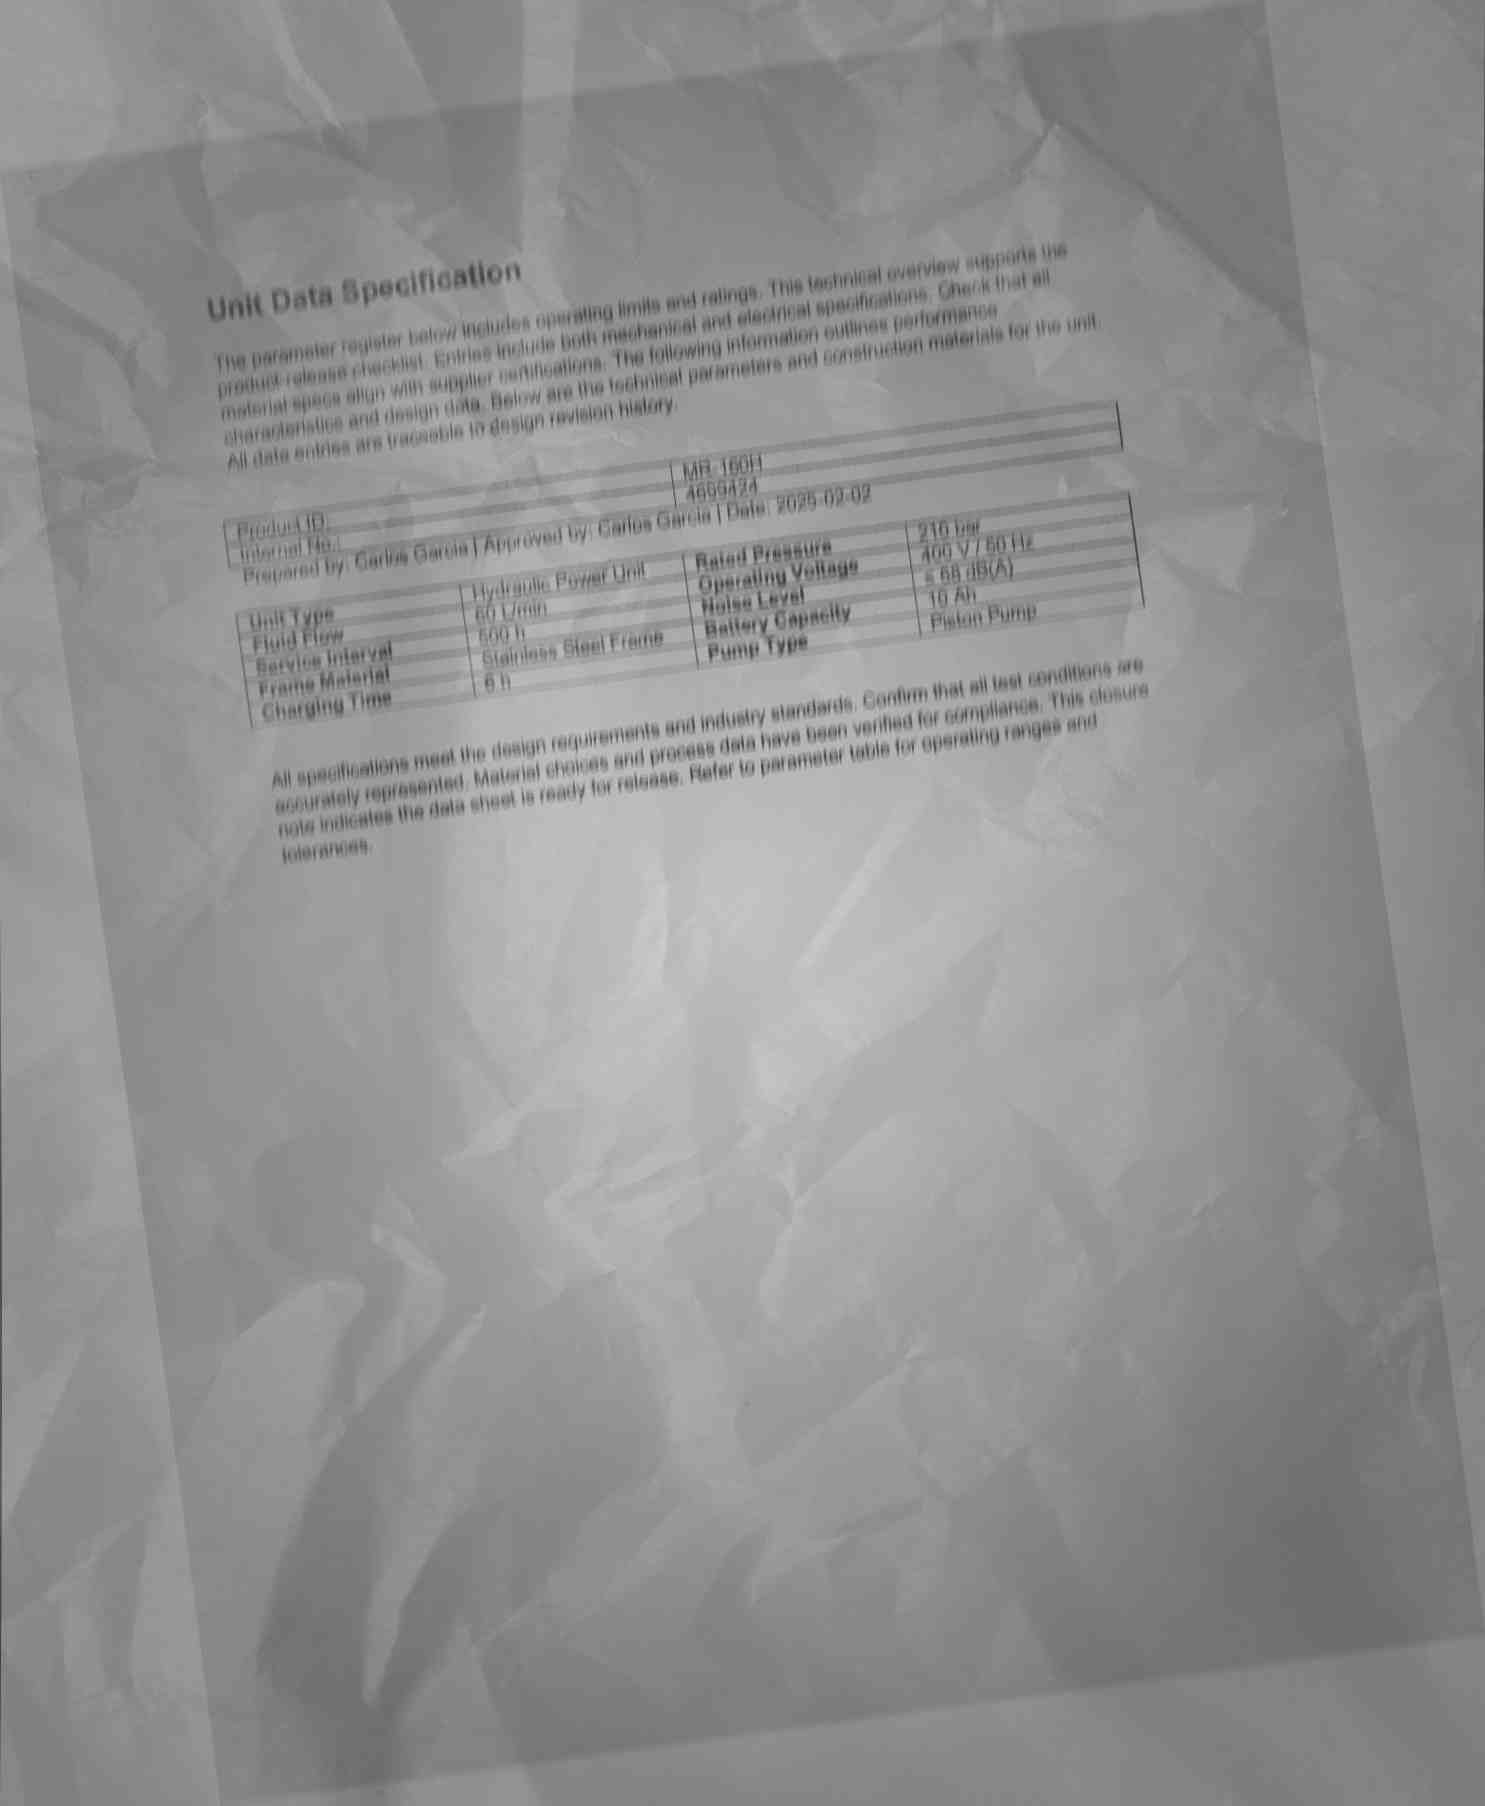 Unit Data Specification
The parameter register below includes operating limits and ratings. This technical overview supports the
product release checklist. Entries include both mechanical and electrical specifications. Check that all
material specs align with supplier certifications. The following information outlines performance
characteristics and design data. Below are the technical parameters and construction materials for the unit.
All data entries are traceable to design revision history.
Product ID: MR-160H
Internal No.: 4699424
Prepared by: Carlos Garcia | Approved by: Carlos Garcia | Date: 2025-02-02
Unit Type Hydraulic Power Unit Rated Pressure 210 bar
Fluid Flow 60 L/min Operating Voltage 400 V / 60 Hz
Service Interval 500 h Noise Level ≤ 68 dB(A)
Frame Material Stainless Steel Frame Battery Capacity 10 Ah
Charging Time 6 h Pump Type Piston Pump
All specifications meet the design requirements and industry standards. Confirm that all test conditions are
accurately represented. Material choices and process data have been verified for compliance. This closure
note indicates the data sheet is ready for release. Refer to parameter table for operating ranges and
tolerances.